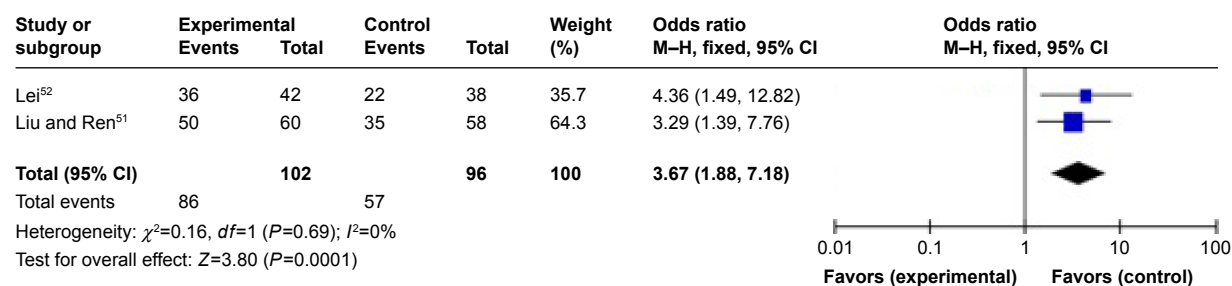 Study or Experimental Control Weight Odds ratio Odds ratio
subgroup Events Total Events Total (%) M–H, fixed, 95% CI M–H, fixed, 95% CI
Lei52 36 42 22 38 35.7 4.36 (1.49, 12.82)
Liu and Ren51 50 60 35 58 64.3 3.29 (1.39, 7.76)
Total (95% CI) 102 96 100 3.67 (1.88, 7.18)
Total events 86 57
Heterogeneity: χ²=0.16, df=1 (P=0.69); I²=0%
Test for overall effect: Z=3.80 (P=0.0001)
0.01 0.1 1 10 100
Favors (experimental) Favors (control)